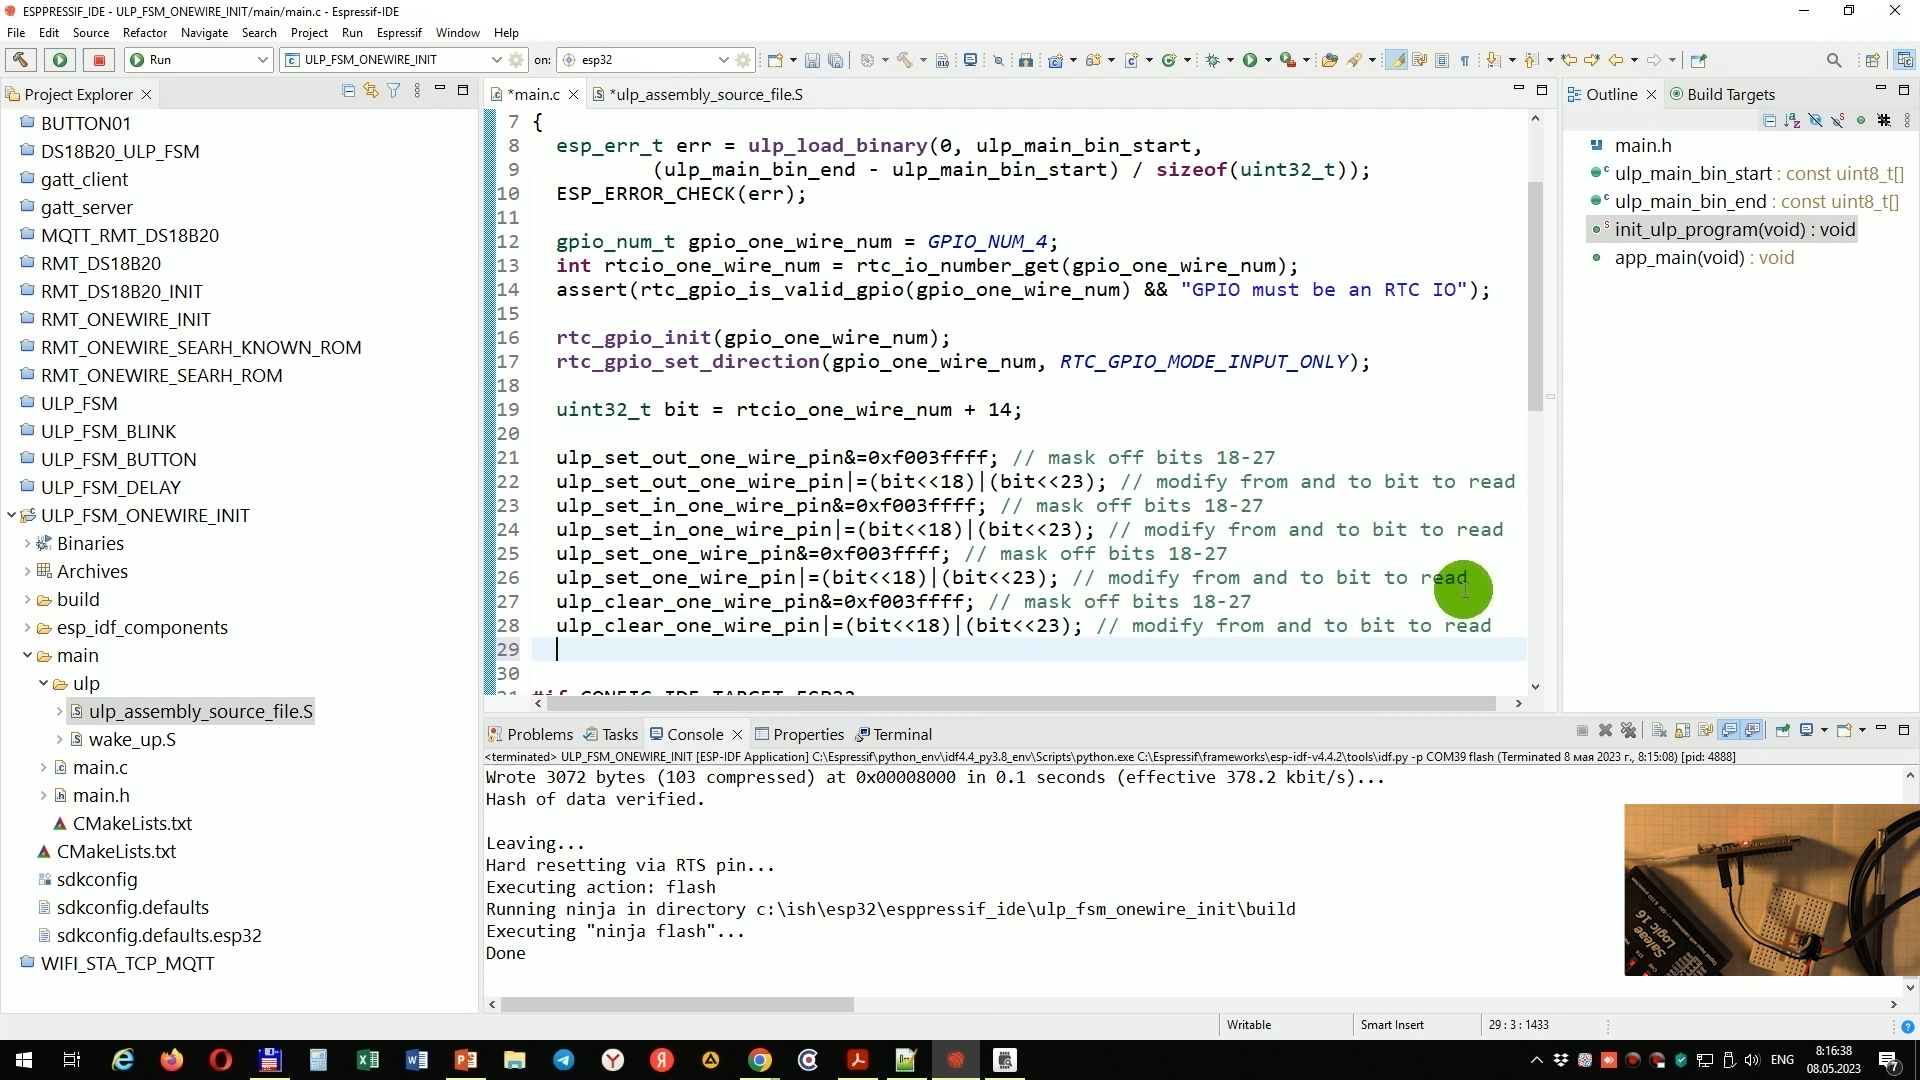 ESPPRESSIF_IDE - ULP_FSM_ONEWIRE_INIT/main/main.c - Espressif-IDE
File Edit Source Refactor Navigate Search Project Run Espressif Window Help
Run ULP_FSM_ONEWIRE_INIT on: esp32
Project Explorer
BUTTON01
DS18B20_ULP_FSM
gatt_client
gatt_server
MQTT_RMT_DS18B20
RMT_DS18B20
RMT_DS18B20_INIT
RMT_ONEWIRE_INIT
RMT_ONEWIRE_SEARH_KNOWN_ROM
RMT_ONEWIRE_SEARH_ROM
ULP_FSM
ULP_FSM_BLINK
ULP_FSM_BUTTON
ULP_FSM_DELAY
ULP_FSM_ONEWIRE_INIT
Binaries
Archives
build
esp_idf_components
main
ulp
ulp_assembly_source_file.S
wake_up.S
main.c
main.h
CMakeLists.txt
CMakeLists.txt
sdkconfig
sdkconfig.defaults
sdkconfig.defaults.esp32
WIFI_STA_TCP_MQTT
*main.c *ulp_assembly_source_file.S
7 {
8 esp_err_t err = ulp_load_binary(0, ulp_main_bin_start,
9 (ulp_main_bin_end - ulp_main_bin_start) / sizeof(uint32_t));
10 ESP_ERROR_CHECK(err);
11
12 gpio_num_t gpio_one_wire_num = GPIO_NUM_4;
13 int rtcio_one_wire_num = rtc_io_number_get(gpio_one_wire_num);
14 assert(rtc_gpio_is_valid_gpio(gpio_one_wire_num) && "GPIO must be an RTC IO");
15
16 rtc_gpio_init(gpio_one_wire_num);
17 rtc_gpio_set_direction(gpio_one_wire_num, RTC_GPIO_MODE_INPUT_ONLY);
18
19 uint32_t bit = rtcio_one_wire_num + 14;
20
21 ulp_set_out_one_wire_pin&=0xf003ffff; // mask off bits 18-27
22 ulp_set_out_one_wire_pin|=(bit<<18)|(bit<<23); // modify from and to bit to read
23 ulp_set_in_one_wire_pin&=0xf003ffff; // mask off bits 18-27
24 ulp_set_in_one_wire_pin|=(bit<<18)|(bit<<23); // modify from and to bit to read
25 ulp_set_one_wire_pin&=0xf003ffff; // mask off bits 18-27
26 ulp_set_one_wire_pin|=(bit<<18)|(bit<<23); // modify from and to bit to read
27 ulp_clear_one_wire_pin&=0xf003ffff; // mask off bits 18-27
28 ulp_clear_one_wire_pin|=(bit<<18)|(bit<<23); // modify from and to bit to read
29
30
31 #if CONFIG_IDF_TARGET_ESP32
Outline Build Targets
main.h
ulp_main_bin_start : const uint8_t[]
ulp_main_bin_end : const uint8_t[]
init_ulp_program(void) : void
app_main(void) : void
Problems Tasks Console Properties Terminal
<terminated> ULP_FSM_ONEWIRE_INIT [ESP-IDF Application] C:\Espressif\python_env\idf4.4_py3.8_env\Scripts\python.exe C:\Espressif\frameworks\esp-idf-v4.4.2\tools\idf.py -p COM39 flash (Terminated 8 мая 2023 г., 8:15:08) [pid: 4888]
Wrote 3072 bytes (103 compressed) at 0x00008000 in 0.1 seconds (effective 378.2 kbit/s)...
Hash of data verified.
Leaving...
Hard resetting via RTS pin...
Executing action: flash
Running ninja in directory c:\ish\esp32\esppressif_ide\ulp_fsm_onewire_init\build
Executing "ninja flash"...
Done
Saleae
Logic 16
Writable Smart Insert 29 : 3 : 1433
ENG
8:16:38
08.05.2023
7